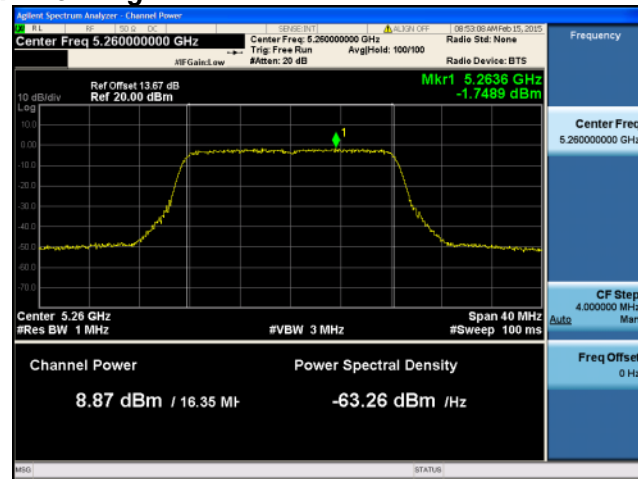 Agilent Spectrum Analyzer - Channel Power
RL RF 50 Ω DC SENSE:INT ALIGN OFF 08:53:08 AM Feb 15, 2015
Center Freq 5.260000000 GHz Center Freq: 5.260000000 GHz Radio Std: None
Trig: Free Run Avg|Hold: 100/100
#IFGain:Low #Atten: 20 dB Radio Device: BTS
Ref Offset 13.67 dB Mkr1 5.2636 GHz
10 dB/div Ref 20.00 dBm -1.7489 dBm
Log
10.0
0.00
1
-10.0
-20.0
-30.0
-40.0
-50.0
-60.0
-70.0
Center 5.26 GHz Span 40 MHz
#Res BW 1 MHz #VBW 3 MHz #Sweep 100 ms
Channel Power Power Spectral Density
8.87 dBm / 16.35 MH -63.26 dBm /Hz
MSG STATUS
Frequency
Center Freq
5.260000000 GHz
CF Step
4.000000 MHz
Auto Man
Freq Offset
0 Hz